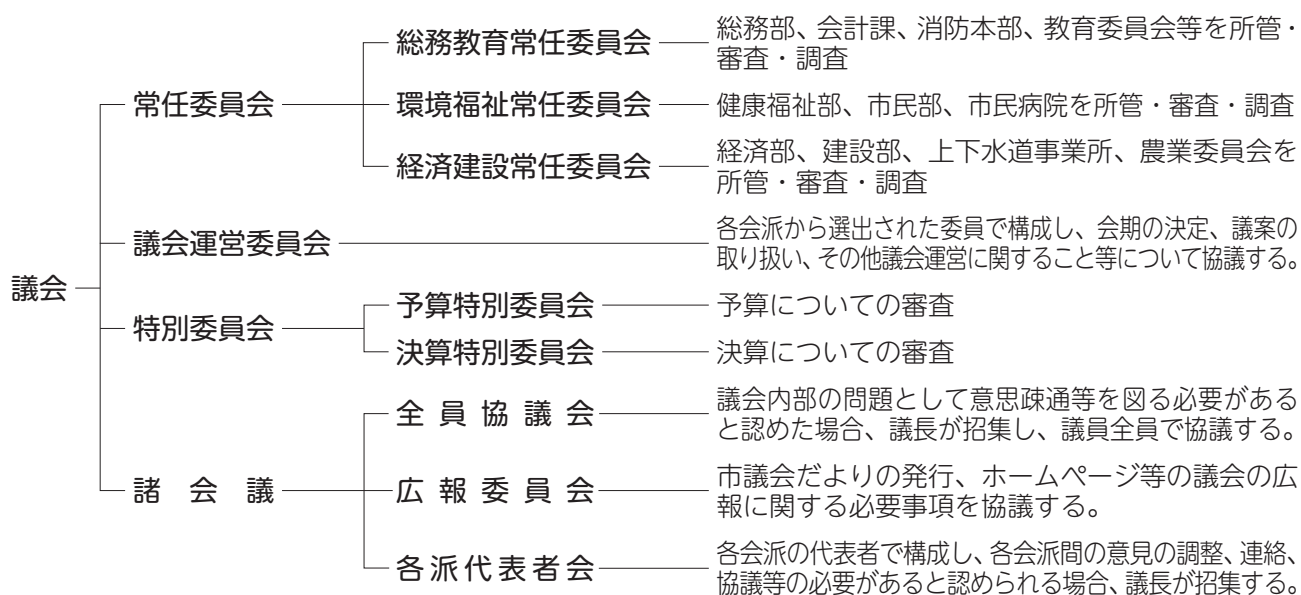 議会
常任委員会
総務教育常任委員会
総務部、会計課、消防本部、教育委員会等を所管・
審査・調査
環境福祉常任委員会
健康福祉部、市民部、市民病院を所管・審査・調査
経済建設常任委員会
経済部、建設部、上下水道事業所、農業委員会を
所管・審査・調査
議会運営委員会
各会派から選出された委員で構成し、会期の決定、議案の
取り扱い、その他議会運営に関すること等について協議する。
特別委員会
予算特別委員会
予算についての審査
決算特別委員会
決算についての審査
諸会議
全員協議会
議会内部の問題として意思疎通等を図る必要がある
と認めた場合、議長が招集し、議員全員で協議する。
広報委員会
市議会だよりの発行、ホームページ等の議会の広
報に関する必要事項を協議する。
各派代表者会
各会派の代表者で構成し、各会派間の意見の調整、連絡、
協議等の必要があると認められる場合、議長が招集する。